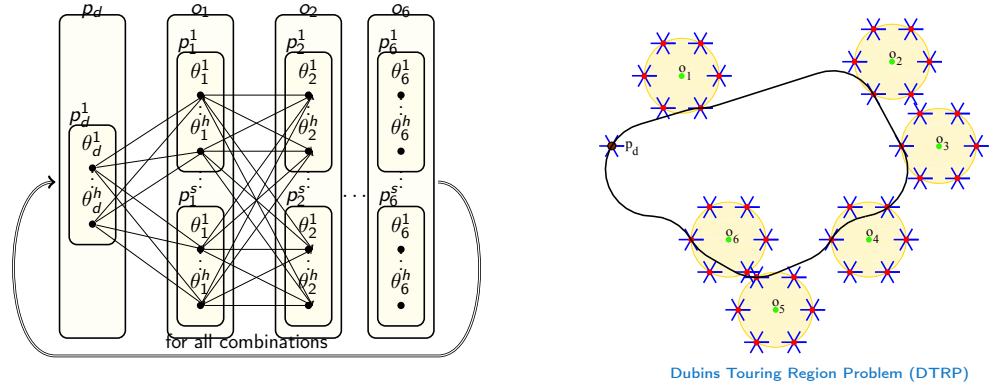 p_d o_1 o_2 o_6
p_1^1 p_2^1 p_6^1
θ_1^1 θ_2^1 θ_6^1
p_d^1 θ_1^h θ_2^h θ_6^h
θ_d^1
θ_d^h p_1^s p_2^s ... p_6^s
θ_1^1 θ_2^1 θ_6^1
θ_1^h θ_2^h θ_6^h
for all combinations
o_1
o_2
p_d
o_3
o_6
o_4
o_5
Dubins Touring Region Problem (DTRP)